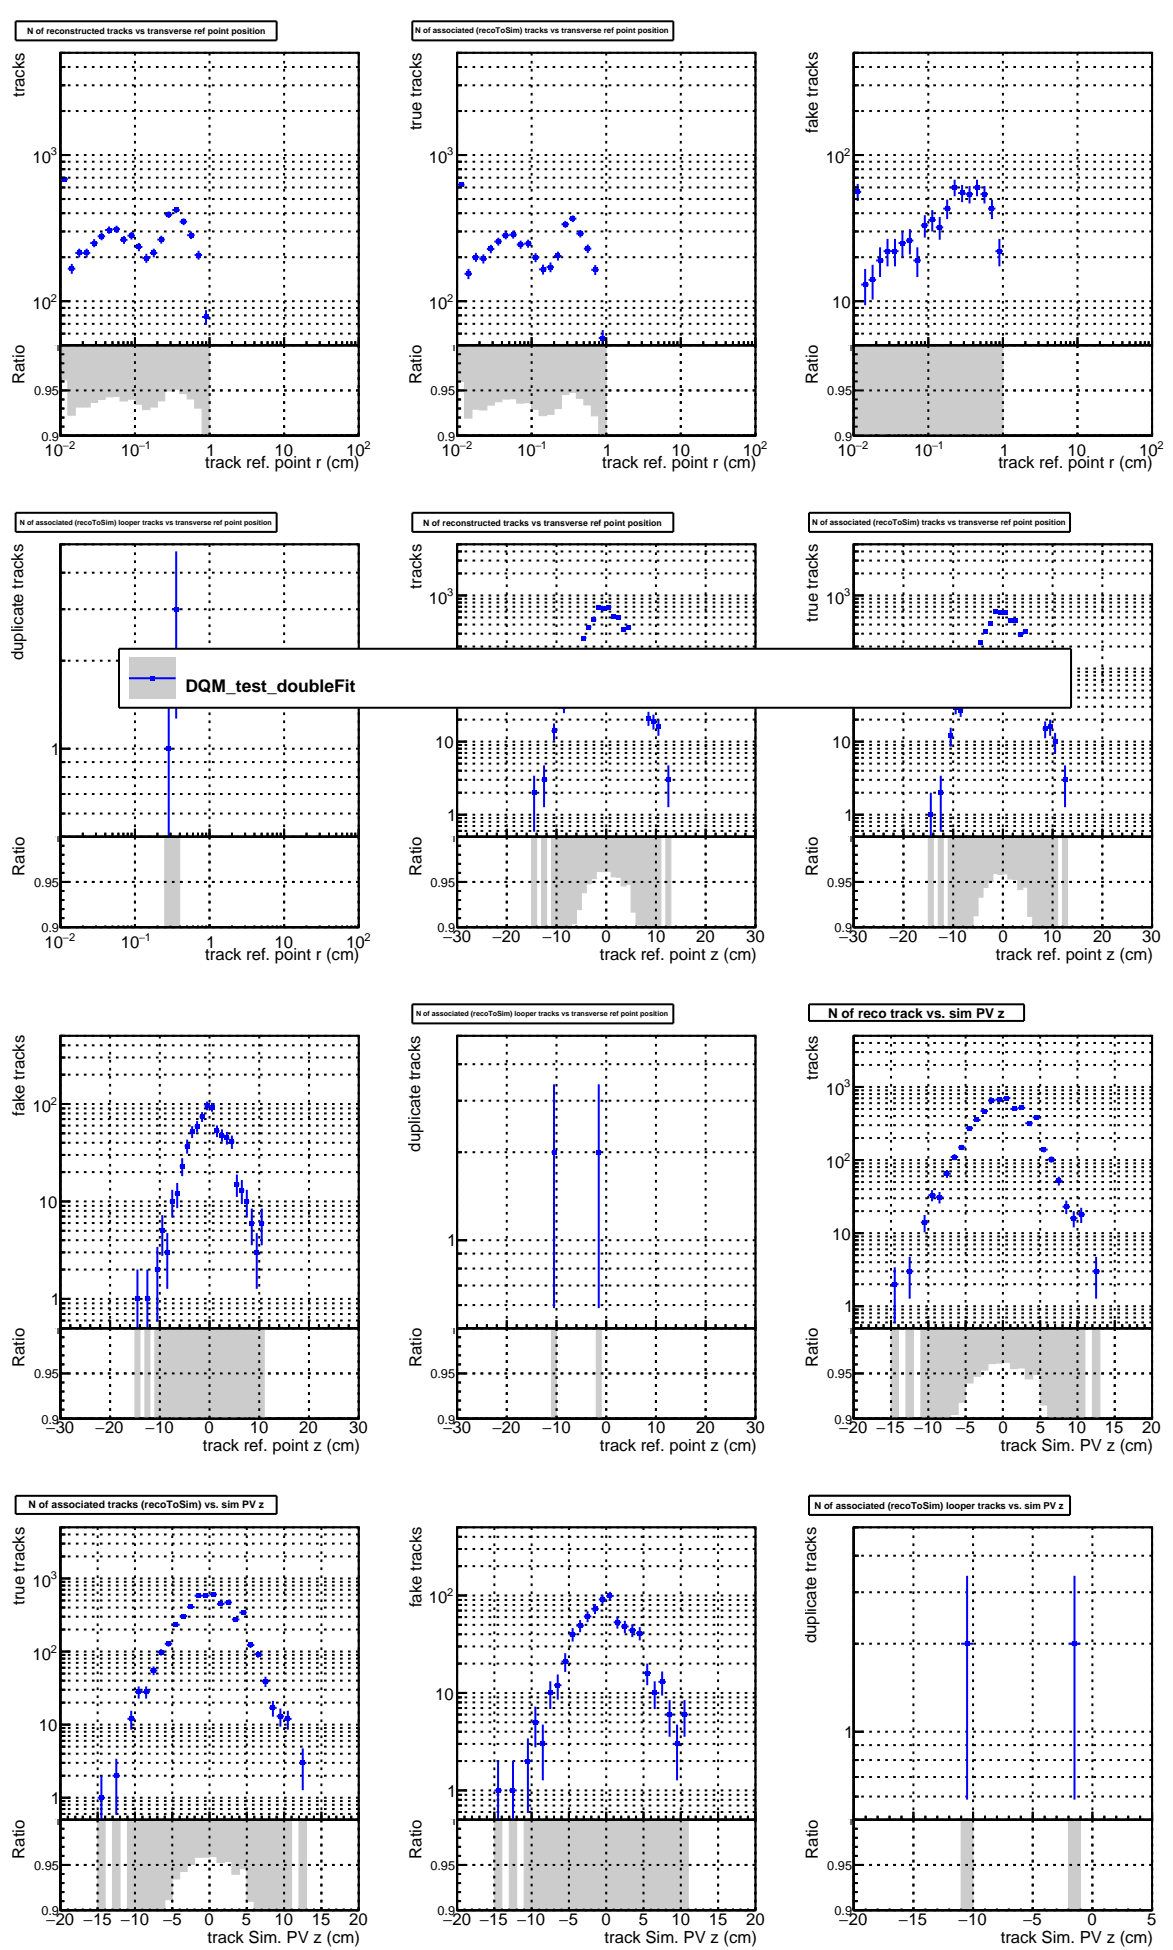 N of reconstructed tracks vs transverse ref point position
tracks
10^3
10^2
Ratio
0.95
0.9
10^-2 10^-1 1 10 10^2
track ref. point r (cm)
N of associated (recoToSim) tracks vs transverse ref point position
true tracks
10^3
10^2
Ratio
0.95
0.9
10^-2 10^-1 1 10 10^2
track ref. point r (cm)
fake tracks
10^2
10
Ratio
0.95
0.9
10^-2 10^-1 1 10 10^2
track ref. point r (cm)
N of associated (recoToSim) looper tracks vs transverse ref point position
duplicate tracks
1
Ratio
0.95
0.9
10^-2 10^-1 1 10 10^2
track ref. point r (cm)
N of reconstructed tracks vs transverse ref point position
tracks
10^3
10
1
Ratio
0.95
0.9
−30 −20 −10 0 10 20 30
track ref. point z (cm)
N of associated (recoToSim) tracks vs transverse ref point position
true tracks
10^3
10
1
Ratio
0.95
0.9
−30 −20 −10 0 10 20 30
track ref. point z (cm)
DQM_test_doubleFit
fake tracks
10^2
10
1
Ratio
0.95
0.9
−30 −20 −10 0 10 20 30
track ref. point z (cm)
N of associated (recoToSim) looper tracks vs transverse ref point position
duplicate tracks
1
Ratio
0.95
0.9
−30 −20 −10 0 10 20 30
track ref. point z (cm)
N of reco track vs. sim PV z
tracks
10^3
10^2
10
1
Ratio
0.95
0.9
−20 −15 −10 −5 0 5 10 15 20
track Sim. PV z (cm)
N of associated tracks (recoToSim) vs. sim PV z
true tracks
10^3
10^2
10
1
Ratio
0.95
0.9
−20 −15 −10 −5 0 5 10 15 20
track Sim. PV z (cm)
fake tracks
10^2
10
1
Ratio
0.95
0.9
−20 −15 −10 −5 0 5 10 15 20
track Sim. PV z (cm)
N of associated (recoToSim) looper tracks vs. sim PV z
duplicate tracks
1
Ratio
0.95
0.9
−20 −15 −10 −5 0 5
track Sim. PV z (cm)